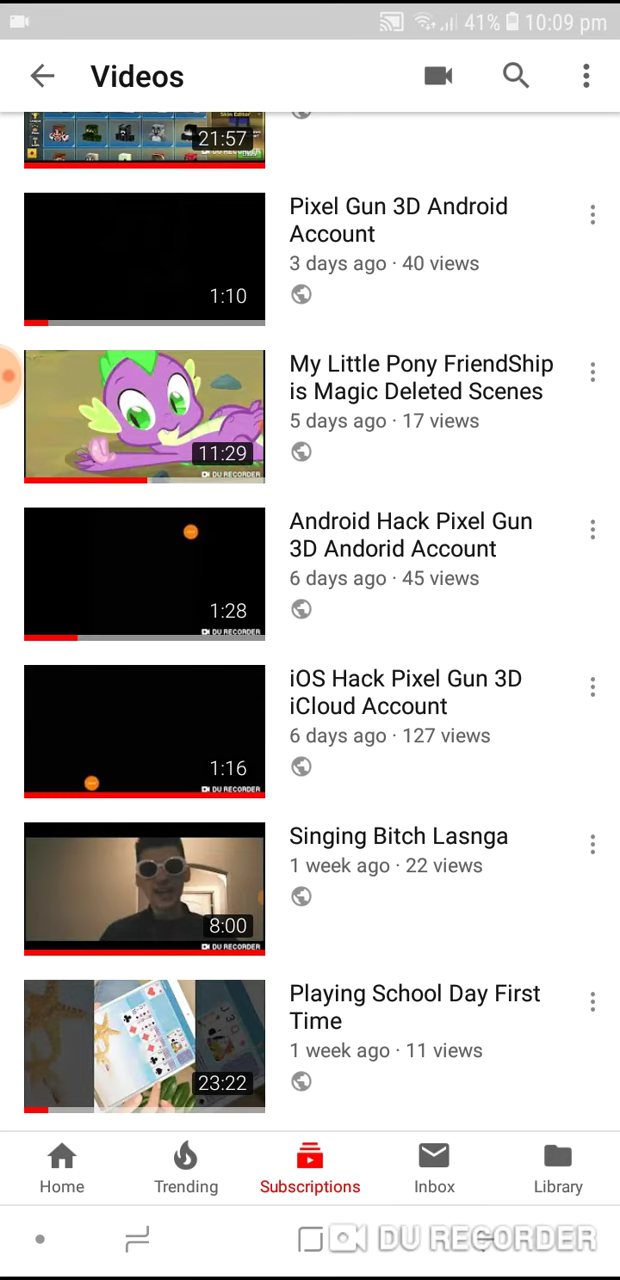 41% 10:09 pm
Videos
21:57
Pixel Gun 3D Android
Account
3 days ago · 40 views
1:10
My Little Pony FriendShip
is Magic Deleted Scenes
5 days ago · 17 views
11:29
DU RECORDER
Android Hack Pixel Gun
3D Andorid Account
6 days ago · 45 views
1:28
DU RECORDER
iOS Hack Pixel Gun 3D
iCloud Account
6 days ago · 127 views
1:16
DU RECORDER
Singing Bitch Lasnga
1 week ago · 22 views
8:00
DU RECORDER
Playing School Day First
Time
1 week ago · 11 views
23:22
Home Trending Subscriptions Inbox Library
DU RECORDER